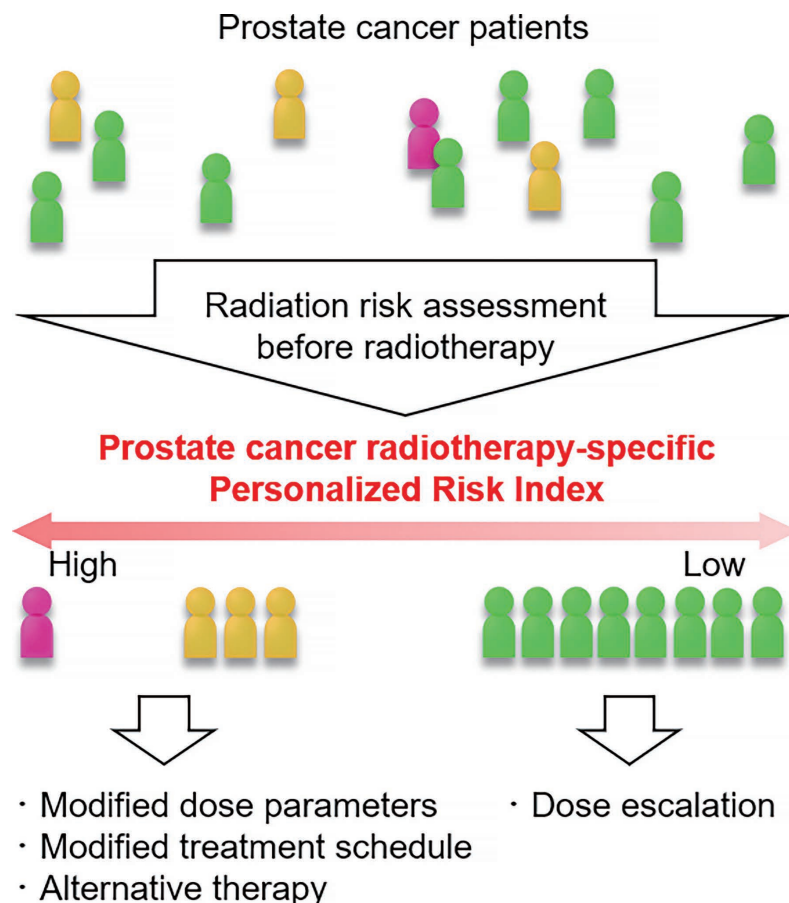 Prostate cancer patients
Radiation risk assessment
before radiotherapy
Prostate cancer radiotherapy-specific
Personalized Risk Index
High
Low
· Modified dose parameters
· Modified treatment schedule
· Alternative therapy
· Dose escalation